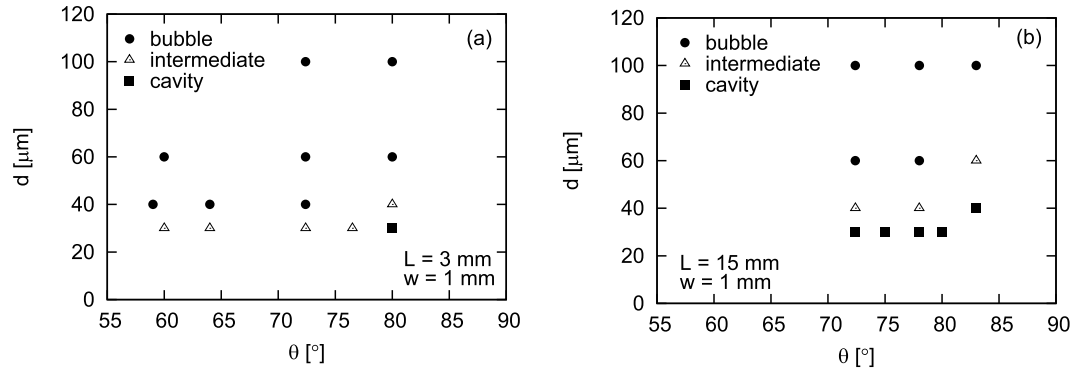 120
100
80
60
40
20
0
d [μm]
bubble
intermediate
cavity
(a)
L = 3 mm
w = 1 mm
55 60 65 70 75 80 85 90
θ [°]
120
100
80
60
40
20
0
d [μm]
bubble
intermediate
cavity
(b)
L = 15 mm
w = 1 mm
55 60 65 70 75 80 85 90
θ [°]